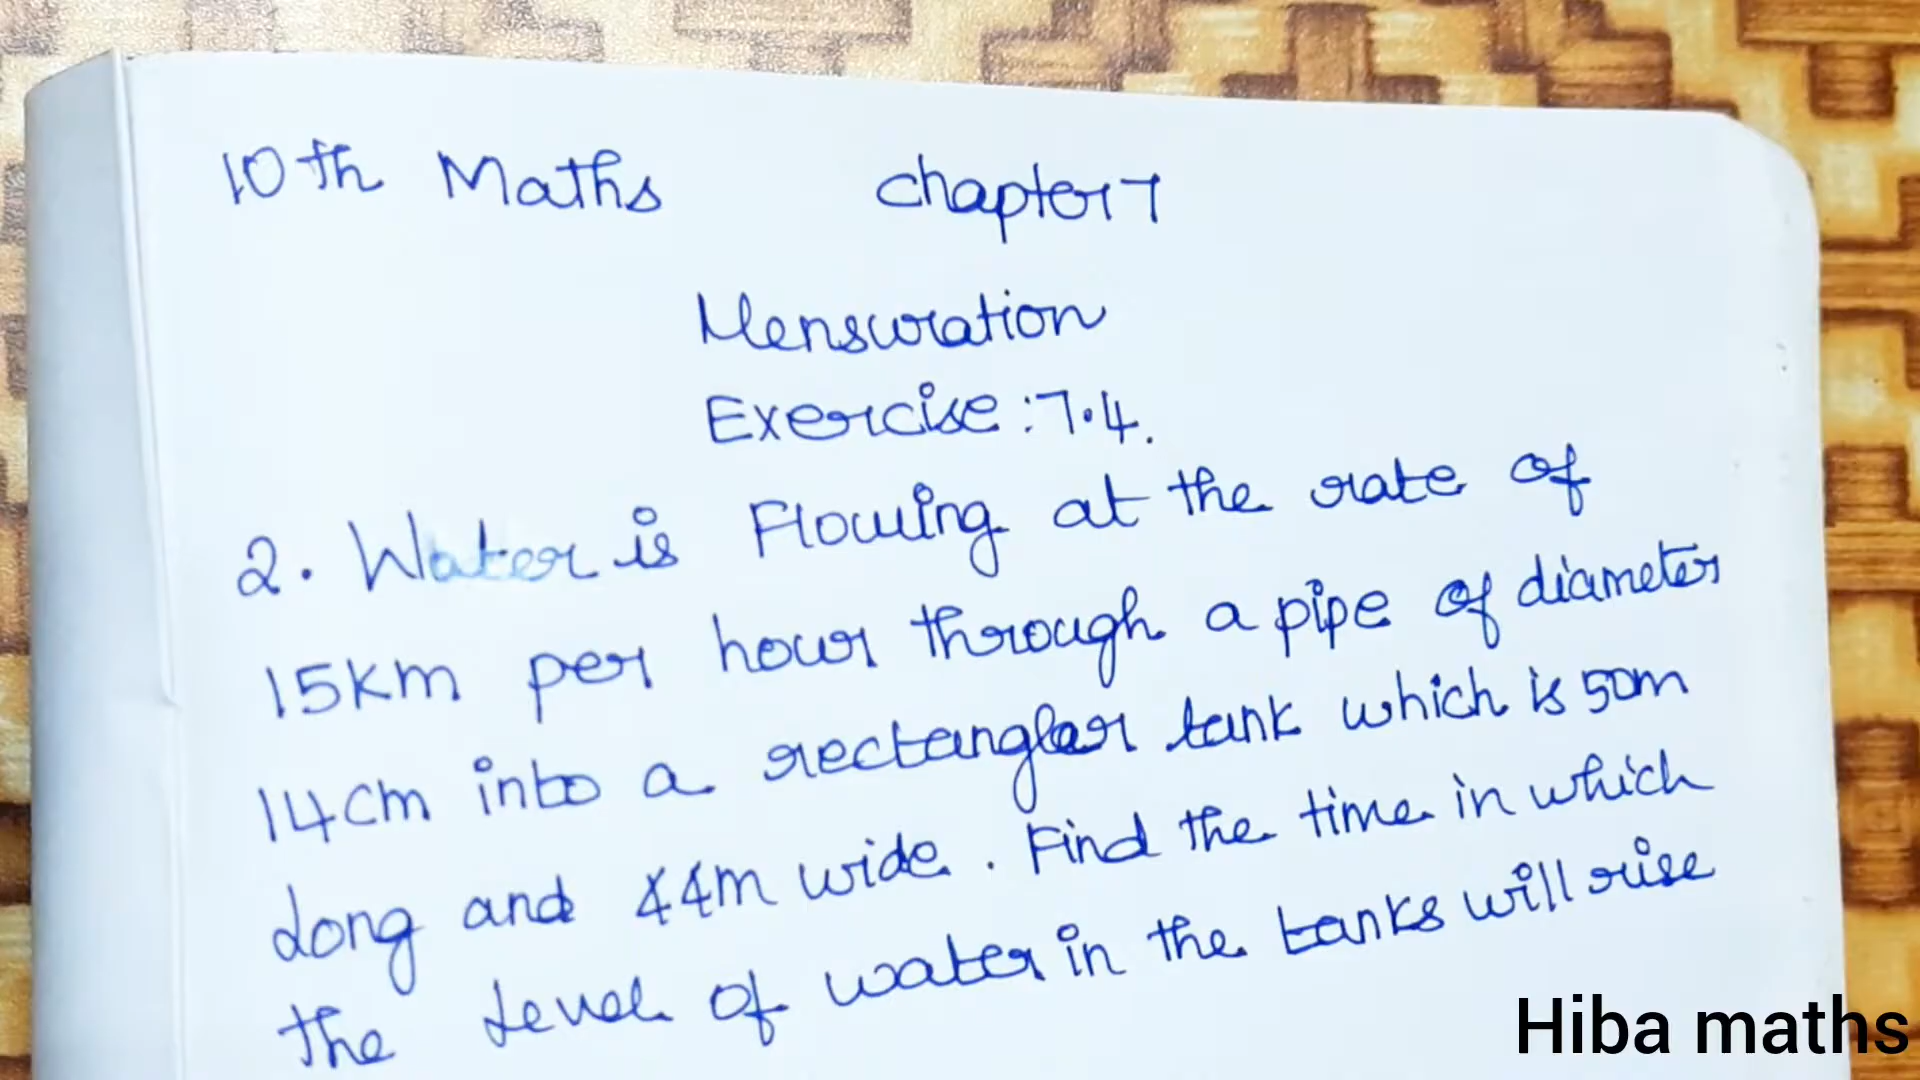 10th Maths chapter 7
Mensuration
Exercise : 7.4.
2. Water is Flowing at the rate of
15km per hour through a pipe of diameter
14cm into a rectanglar tank which is 50m
long and 44m wide. Find the time in which
the level of water in the tanks will rise
Hiba maths